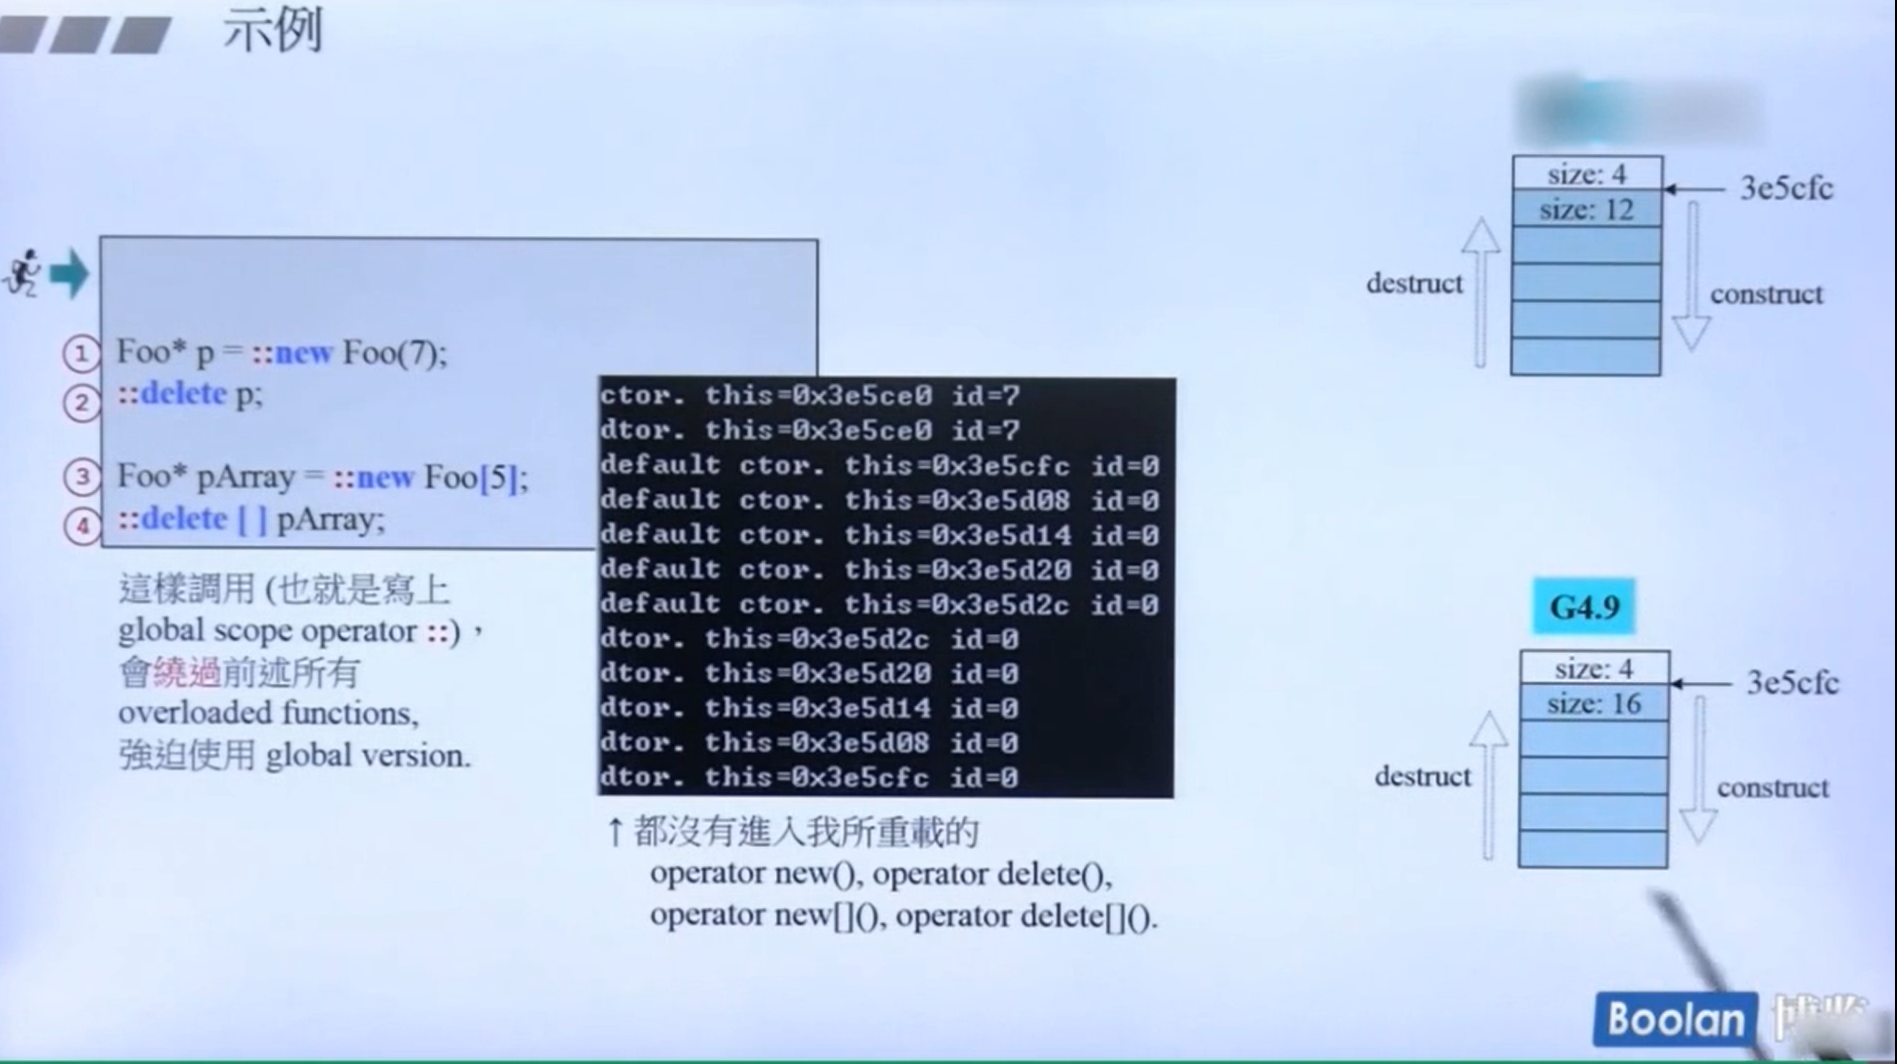 示例
① Foo* p = ::new Foo(7);
② ::delete p;
③ Foo* pArray = ::new Foo[5];
④ ::delete [ ] pArray;
這樣調用 (也就是寫上
global scope operator ::)，
會繞過前述所有
overloaded functions,
強迫使用 global version.
ctor. this=0x3e5ce0 id=7
dtor. this=0x3e5ce0 id=7
default ctor. this=0x3e5cfc id=0
default ctor. this=0x3e5d08 id=0
default ctor. this=0x3e5d14 id=0
default ctor. this=0x3e5d20 id=0
default ctor. this=0x3e5d2c id=0
dtor. this=0x3e5d2c id=0
dtor. this=0x3e5d20 id=0
dtor. this=0x3e5d14 id=0
dtor. this=0x3e5d08 id=0
dtor. this=0x3e5cfc id=0
↑都沒有進入我所重載的
operator new(), operator delete(),
operator new[](), operator delete[]().
size: 4
3e5cfc
size: 12
destruct
construct
G4.9
size: 4
3e5cfc
size: 16
destruct
construct
Boolan